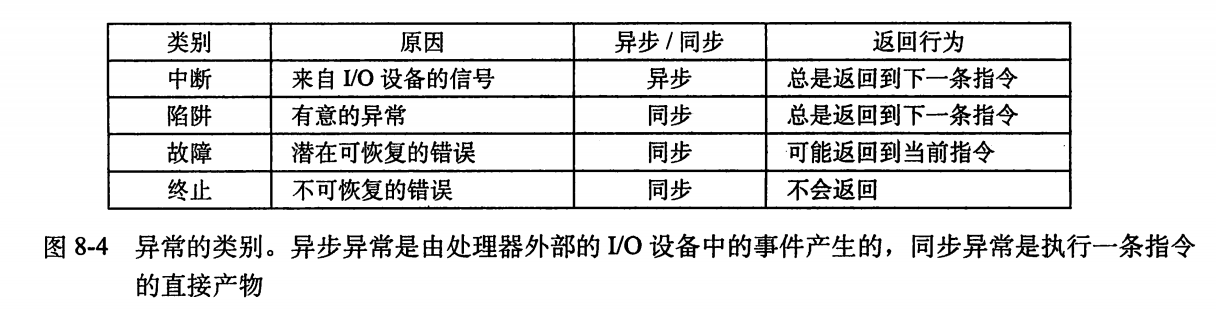 类别 原因 异步 / 同步 返回行为
中断 来自 I/O 设备的信号 异步 总是返回到下一条指令
陷阱 有意的异常 同步 总是返回到下一条指令
故障 潜在可恢复的错误 同步 可能返回到当前指令
终止 不可恢复的错误 同步 不会返回
图 8-4 异常的类别。异步异常是由处理器外部的 I/O 设备中的事件产生的，同步异常是执行一条指令
的直接产物